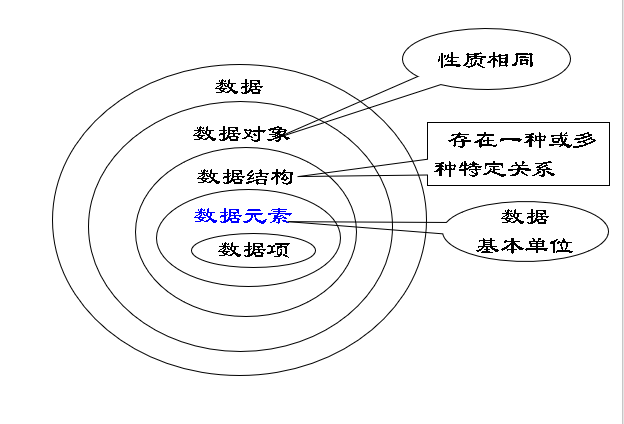 性质相同
数据
数据对象
存在一种或多
种特定关系
数据结构
数据元素
数据
基本单位
数据项